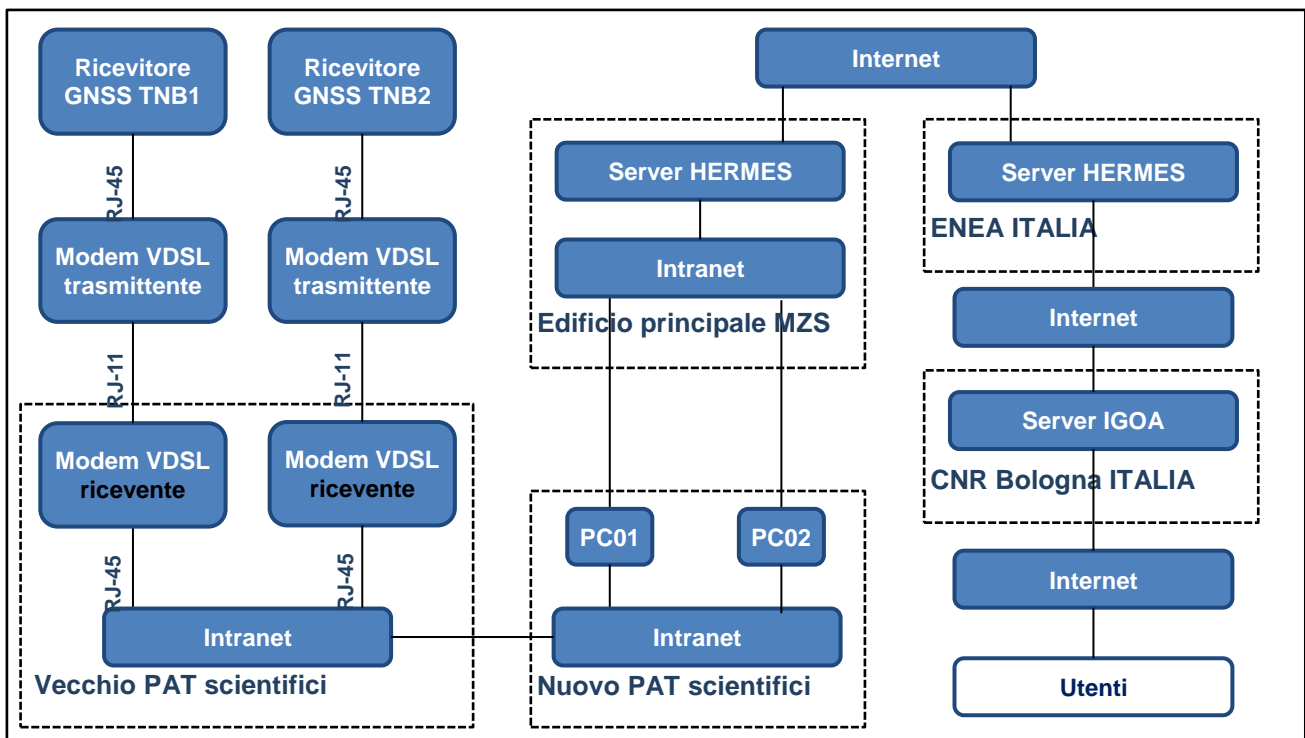 Ricevitore
GNSS TNB1
Ricevitore
GNSS TNB2
RJ-45
RJ-45
Modem VDSL
trasmittente
Modem VDSL
trasmittente
RJ-11
RJ-11
Modem VDSL
ricevente
Modem VDSL
ricevente
RJ-45
RJ-45
Intranet
Vecchio PAT scientifici
Internet
Server HERMES
Intranet
Edificio principale MZS
PC01
PC02
Intranet
Nuovo PAT scientifici
Server HERMES
ENEA ITALIA
Internet
Server IGOA
CNR Bologna ITALIA
Internet
Utenti